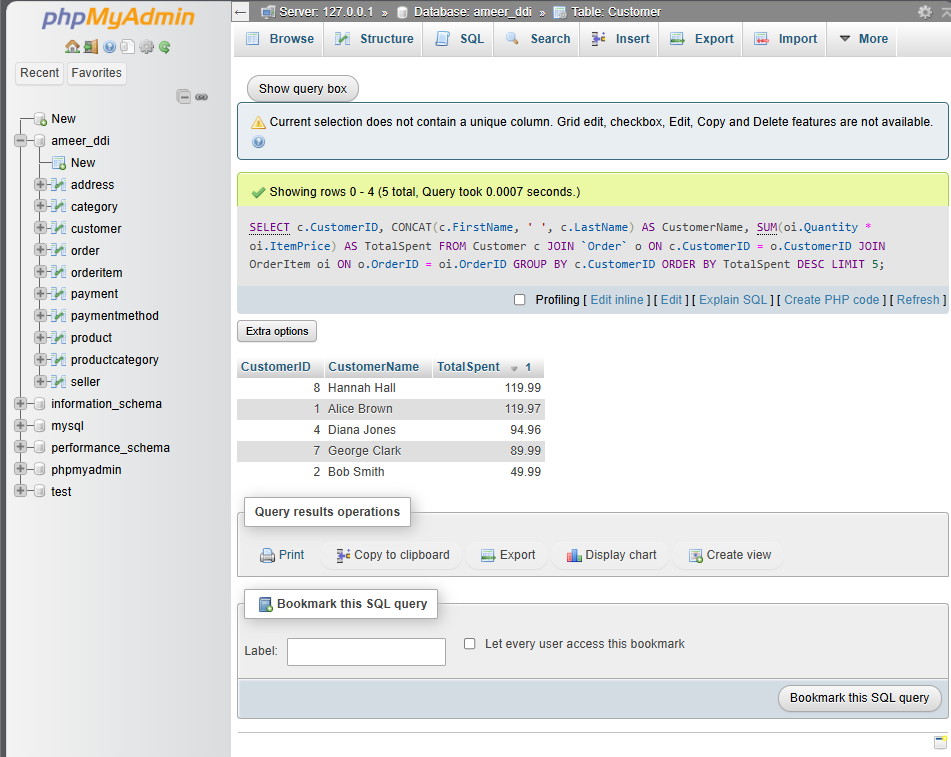 phpMyAdmin
Recent Favorites
New
ameer_ddi
New
address
category
customer
order
orderitem
payment
paymentmethod
product
productcategory
seller
information_schema
mysql
performance_schema
phpmyadmin
test
Server: 127.0.0.1 » Database: ameer_ddi » Table: Customer
Browse Structure SQL Search Insert Export Import More
Show query box
Current selection does not contain a unique column. Grid edit, checkbox, Edit, Copy and Delete features are not available.
Showing rows 0 - 4 (5 total, Query took 0.0007 seconds.)
SELECT c.CustomerID, CONCAT(c.FirstName, ' ', c.LastName) AS CustomerName, SUM(oi.Quantity *
oi.ItemPrice) AS TotalSpent FROM Customer c JOIN `Order` o ON c.CustomerID = o.CustomerID JOIN
OrderItem oi ON o.OrderID = oi.OrderID GROUP BY c.CustomerID ORDER BY TotalSpent DESC LIMIT 5;
Profiling [ Edit inline ] [ Edit ] [ Explain SQL ] [ Create PHP code ] [ Refresh ]
Extra options
CustomerID CustomerName TotalSpent 1
8 Hannah Hall 119.99
1 Alice Brown 119.97
4 Diana Jones 94.96
7 George Clark 89.99
2 Bob Smith 49.99
Query results operations
Print Copy to clipboard Export Display chart Create view
Bookmark this SQL query
Label: Let every user access this bookmark
Bookmark this SQL query